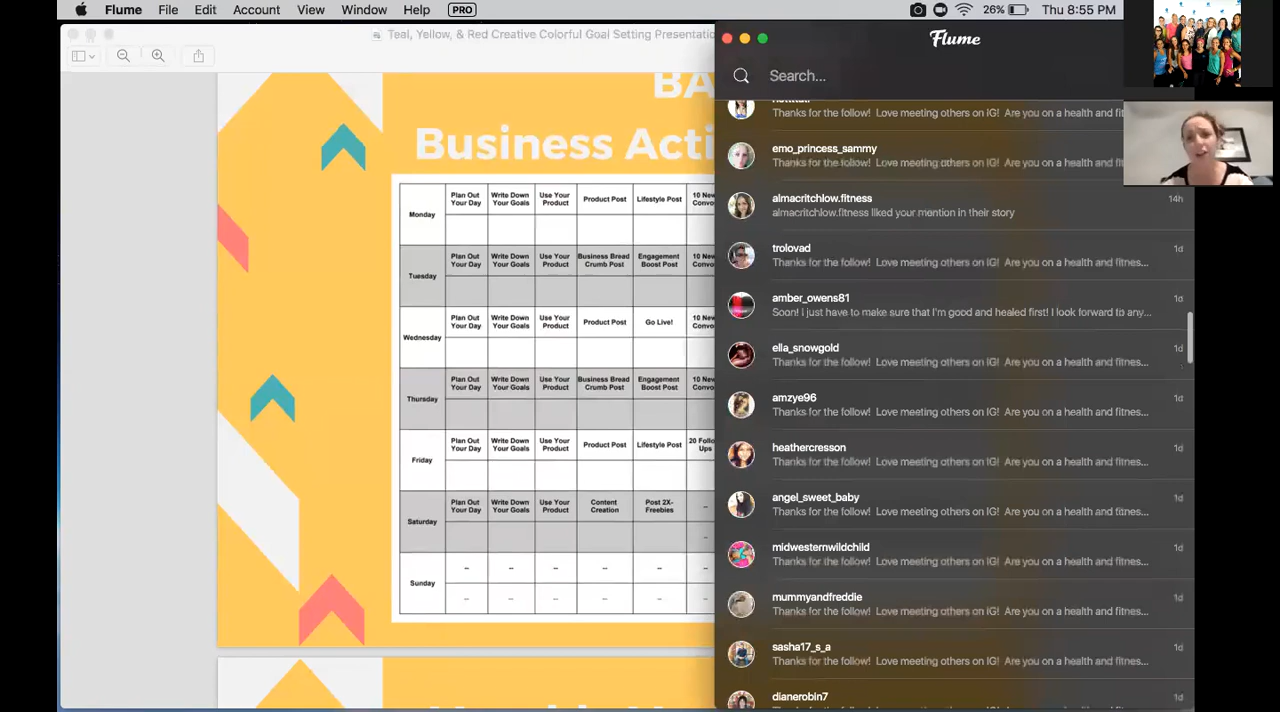 Flume File Edit Account View Window Help PRO 26% Thu 8:55 PM
Teal, Yellow, & Red Creative Colorful Goal Setting Presentatio
BA
Business Acti
Monday Plan Out Your Day Write Down Your Goals Use Your Product Product Post Lifestyle Post 10 New Convo
Tuesday Plan Out Your Day Write Down Your Goals Use Your Product Business Bread Crumb Post Engagement Boost Post 10 New Convo
Wednesday Plan Out Your Day Write Down Your Goals Use Your Product Product Post Go Live! 10 New Convo
Thursday Plan Out Your Day Write Down Your Goals Use Your Product Business Bread Crumb Post Engagement Boost Post 10 New Convo
Friday Plan Out Your Day Write Down Your Goals Use Your Product Product Post Lifestyle Post 20 Follo Ups
Saturday Plan Out Your Day Write Down Your Goals Use Your Product Content Creation Post 2X- Freebies --
--
Sunday -- -- -- -- -- --
-- -- -- -- -- --
Flume
Search...
Thanks for the follow! Love meeting others on IG! Are you on a health and fit
emo_princess_sammy
Thanks for the follow! Love meeting others on IG! Are you on a health and fit
almacritchlow.fitness 14h
almacritchlow.fitness liked your mention in their story
trolovad 1d
Thanks for the follow! Love meeting others on IG! Are you on a health and fitnes...
amber_owens81 1d
Soon! I just have to make sure that I'm good and healed first! I look forward to any...
ella_snowgold 1d
Thanks for the follow! Love meeting others on IG! Are you on a health and fitnes...
amzye96 1d
Thanks for the follow! Love meeting others on IG! Are you on a health and fitnes...
heathercresson 1d
Thanks for the follow! Love meeting others on IG! Are you on a health and fitnes...
angel_sweet_baby 1d
Thanks for the follow! Love meeting others on IG! Are you on a health and fitnes...
midwesternwildchild 1d
Thanks for the follow! Love meeting others on IG! Are you on a health and fitnes...
mummyandfreddie 1d
Thanks for the follow! Love meeting others on IG! Are you on a health and fitnes...
sasha17_s_a 1d
Thanks for the follow! Love meeting others on IG! Are you on a health and fitnes...
dianerobin7 1d